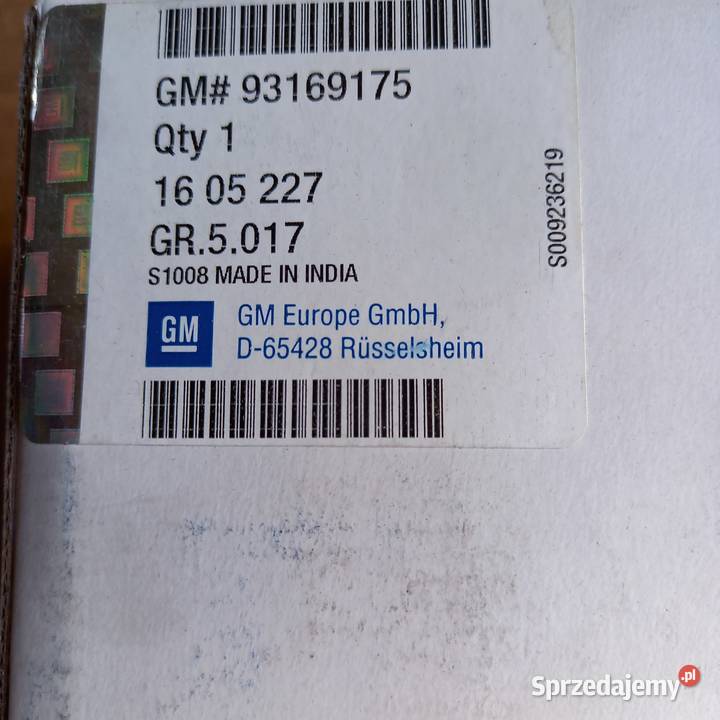 GM# 93169175
Qty 1
16 05 227
GR.5.017
S1008 MADE IN INDIA
GM
GM Europe GmbH,
D-65428 Rüsselsheim
S009236219
Sprzedajemy.pl